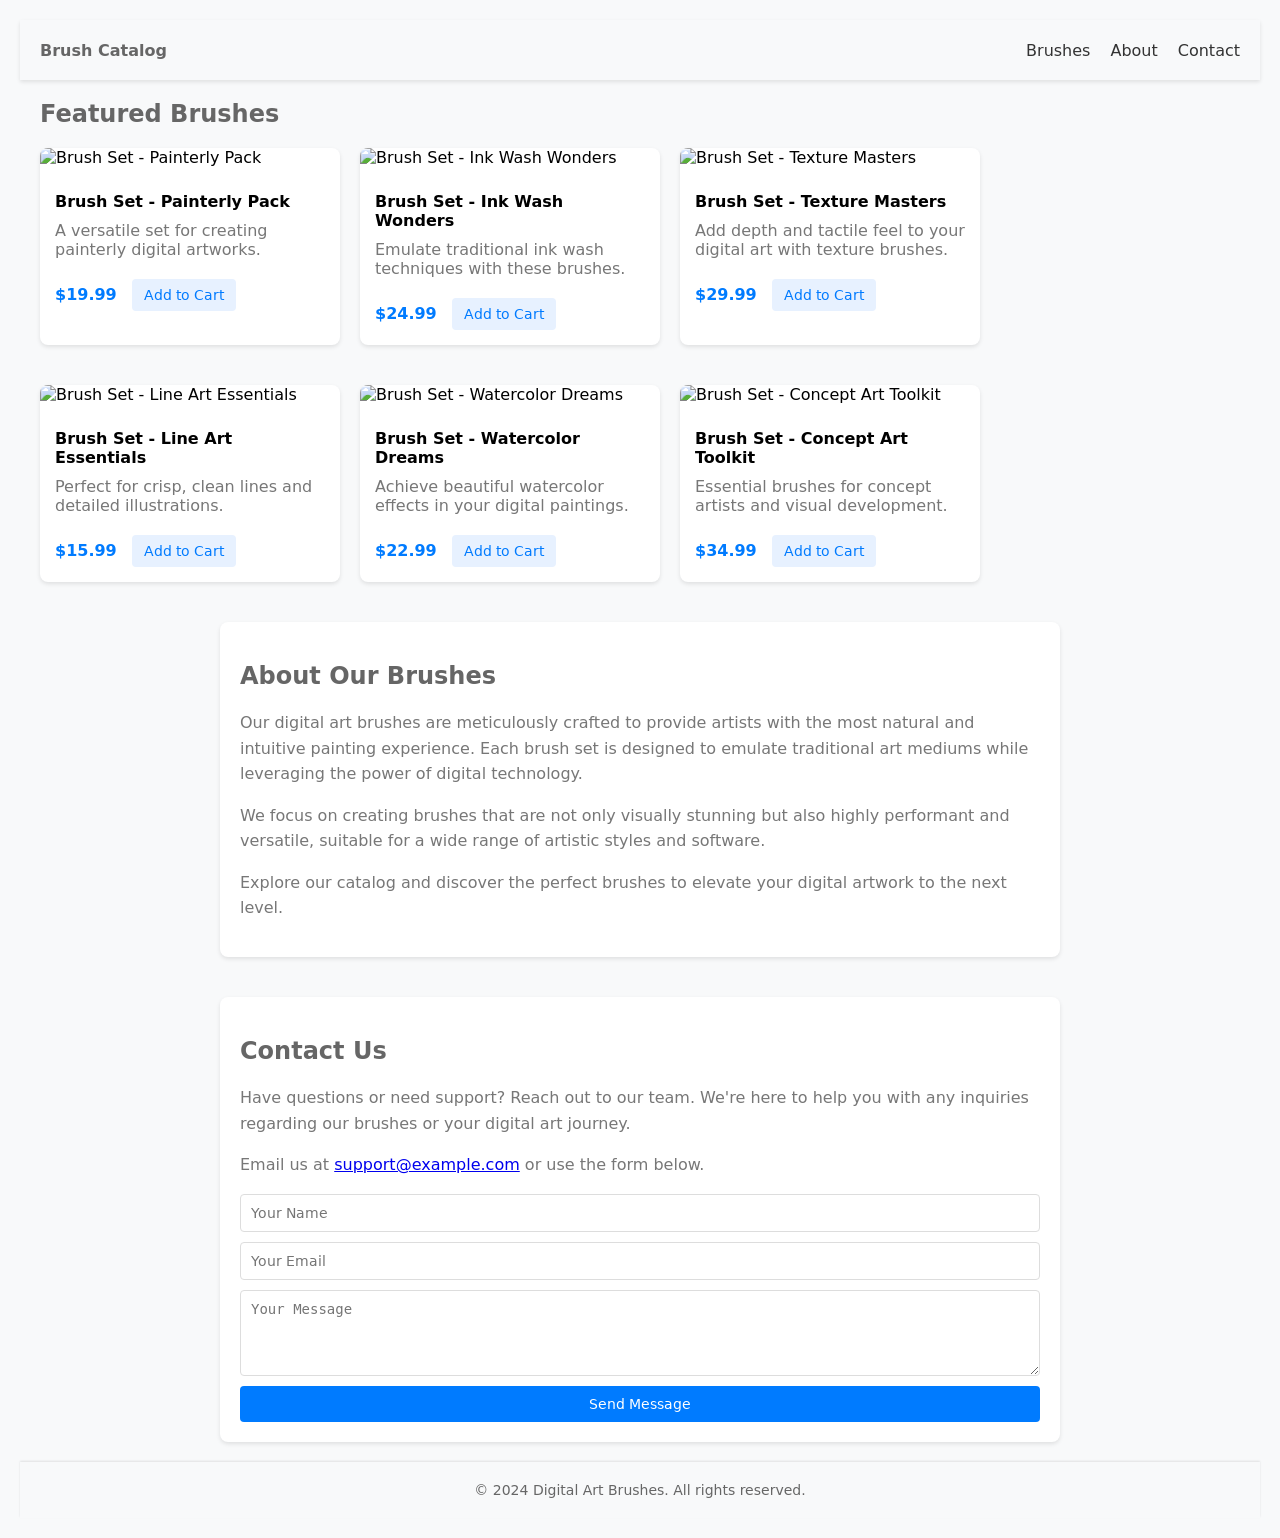 Brush Catalog
Brushes About Contact
Featured Brushes
Brush Set - Painterly Pack
Brush Set - Painterly Pack
A versatile set for creating
painterly digital artworks.
$19.99 Add to Cart
Brush Set - Ink Wash Wonders
Brush Set - Ink Wash
Wonders
Emulate traditional ink wash
techniques with these brushes.
$24.99 Add to Cart
Brush Set - Texture Masters
Brush Set - Texture Masters
Add depth and tactile feel to your
digital art with texture brushes.
$29.99 Add to Cart
Brush Set - Line Art Essentials
Brush Set - Line Art
Essentials
Perfect for crisp, clean lines and
detailed illustrations.
$15.99 Add to Cart
Brush Set - Watercolor Dreams
Brush Set - Watercolor
Dreams
Achieve beautiful watercolor
effects in your digital paintings.
$22.99 Add to Cart
Brush Set - Concept Art Toolkit
Brush Set - Concept Art
Toolkit
Essential brushes for concept
artists and visual development.
$34.99 Add to Cart
About Our Brushes
Our digital art brushes are meticulously crafted to provide artists with the most natural and
intuitive painting experience. Each brush set is designed to emulate traditional art mediums while
leveraging the power of digital technology.
We focus on creating brushes that are not only visually stunning but also highly performant and
versatile, suitable for a wide range of artistic styles and software.
Explore our catalog and discover the perfect brushes to elevate your digital artwork to the next
level.
Contact Us
Have questions or need support? Reach out to our team. We're here to help you with any inquiries
regarding our brushes or your digital art journey.
Email us at support@example.com or use the form below.
Your Name
Your Email
Your Message
Send Message
© 2024 Digital Art Brushes. All rights reserved.